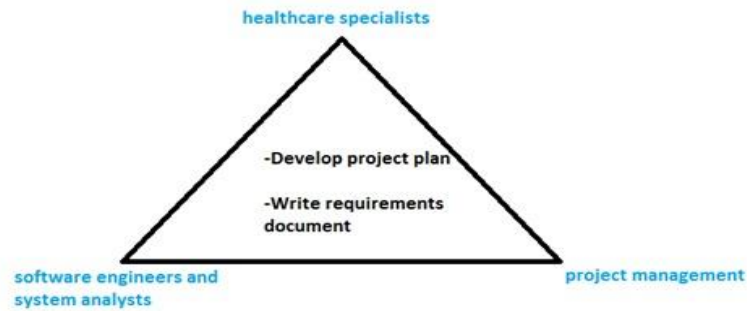 healthcare specialists
-Develop project plan
-Write requirements
document
software engineers and
system analysts
project management